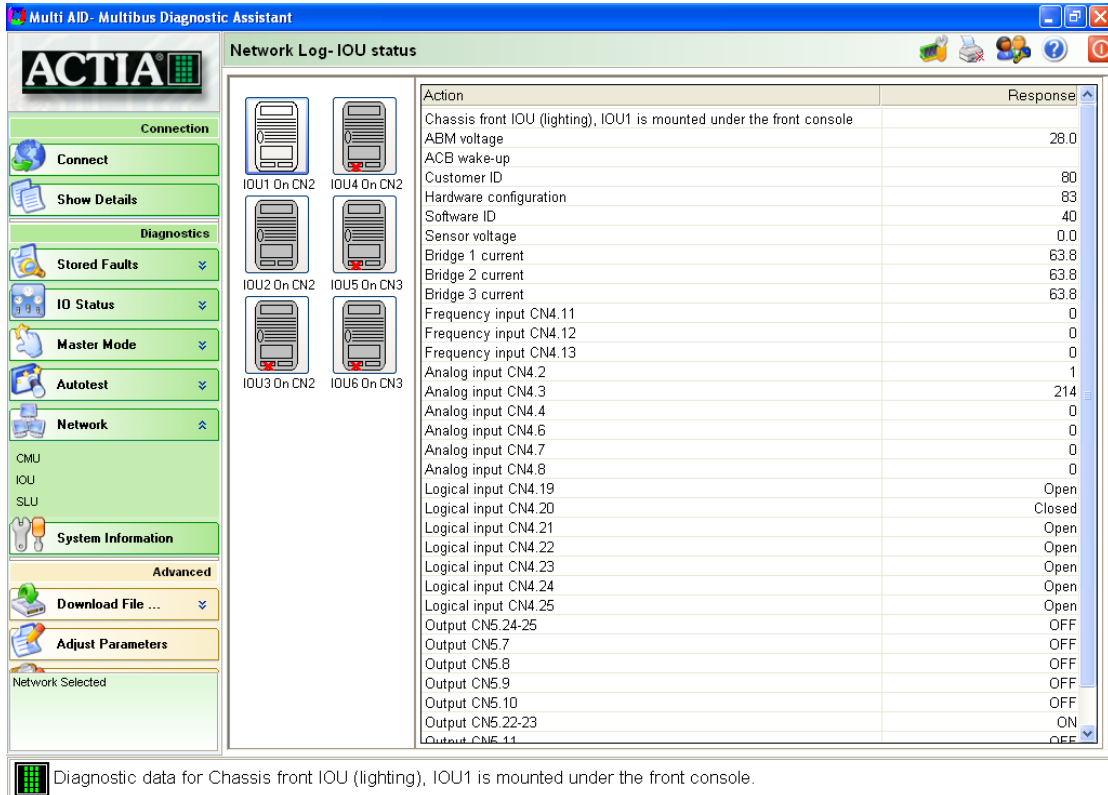 Multi AID- Multibus Diagnostic Assistant
ACTIA®
Network Log- IOU status
Connection
Connect
Show Details
Diagnostics
Stored Faults
IO Status
Master Mode
Autotest
Network
CMU
IOU
SLU
System Information
Advanced
Download File ...
Adjust Parameters
Network Selected
IOU1 On CN2 IOU4 On CN2
IOU2 On CN2 IOU5 On CN3
IOU3 On CN2 IOU6 On CN3
Action Response
Chassis front IOU (lighting), IOU1 is mounted under the front console
ABM voltage 28.0
ACB wake-up
Customer ID 80
Hardware configuration 83
Software ID 40
Sensor voltage 0.0
Bridge 1 current 63.8
Bridge 2 current 63.8
Bridge 3 current 63.8
Frequency input CN4.11 0
Frequency input CN4.12 0
Frequency input CN4.13 0
Analog input CN4.2 1
Analog input CN4.3 214
Analog input CN4.4 0
Analog input CN4.6 0
Analog input CN4.7 0
Analog input CN4.8 0
Logical input CN4.19 Open
Logical input CN4.20 Closed
Logical input CN4.21 Open
Logical input CN4.22 Open
Logical input CN4.23 Open
Logical input CN4.24 Open
Logical input CN4.25 Open
Output CN5.24-25 OFF
Output CN5.7 OFF
Output CN5.8 OFF
Output CN5.9 OFF
Output CN5.10 OFF
Output CN5.22-23 ON
Output CN5.11 OFF
Diagnostic data for Chassis front IOU (lighting), IOU1 is mounted under the front console.